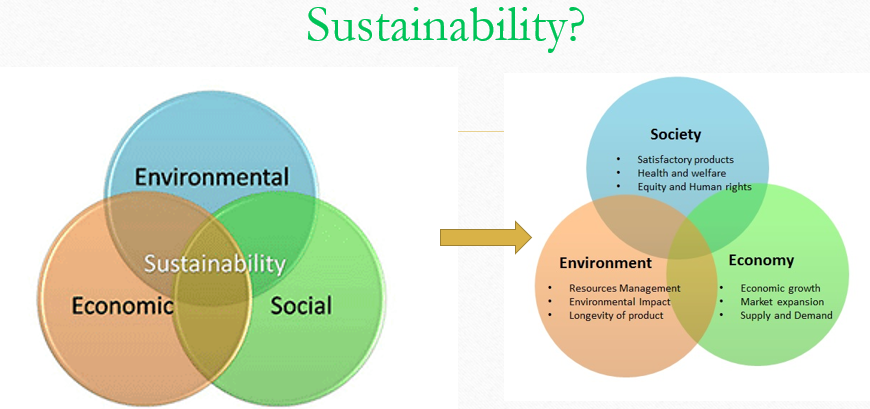 Sustainability?
Environmental
Sustainability
Economic
Social
Society
• Satisfactory products
• Health and welfare
• Equity and Human rights
Environment
• Resources Management
• Environmental Impact
• Longevity of product
Economy
• Economic growth
• Market expansion
• Supply and Demand